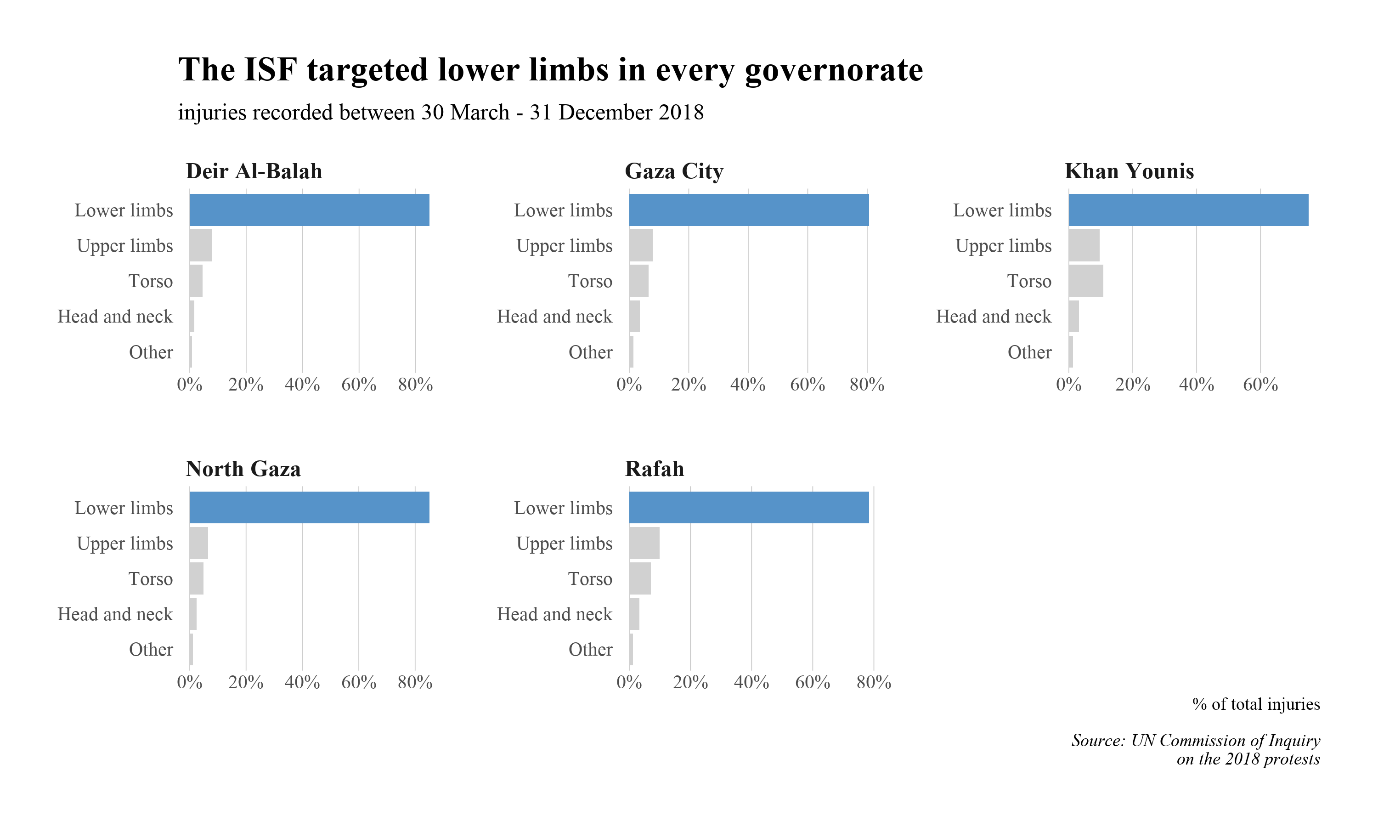 The ISF targeted lower limbs in every governorate
injuries recorded between 30 March - 31 December 2018
Deir Al-Balah
Lower limbs
Upper limbs
Torso
Head and neck
Other
0% 20% 40% 60% 80%
Gaza City
Lower limbs
Upper limbs
Torso
Head and neck
Other
0% 20% 40% 60% 80%
Khan Younis
Lower limbs
Upper limbs
Torso
Head and neck
Other
0% 20% 40% 60%
North Gaza
Lower limbs
Upper limbs
Torso
Head and neck
Other
0% 20% 40% 60% 80%
Rafah
Lower limbs
Upper limbs
Torso
Head and neck
Other
0% 20% 40% 60% 80%
% of total injuries
Source: UN Commission of Inquiry
on the 2018 protests